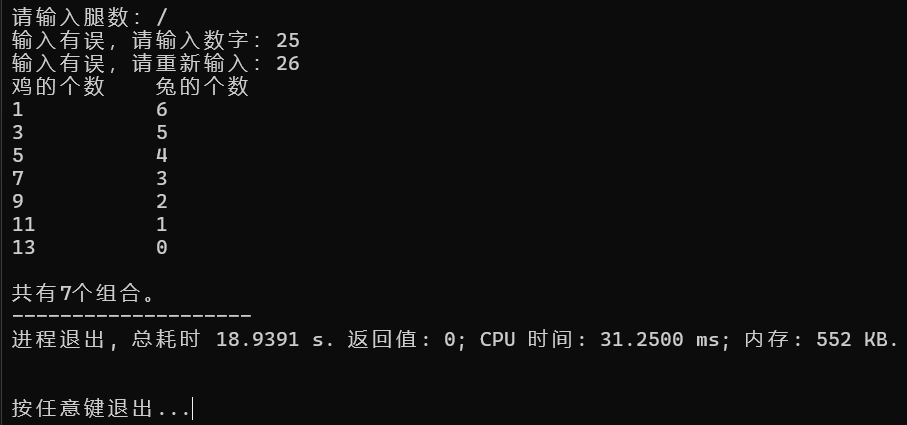 请输入腿数: /
输入有误, 请输入数字: 25
输入有误, 请重新输入: 26
鸡的个数    兔的个数
1           6
3           5
5           4
7           3
9           2
11          1
13          0
共有7个组合。
--------------------
进程退出, 总耗时 18.9391 s. 返回值: 0; CPU 时间: 31.2500 ms; 内存: 552 KB.
按任意键退出...